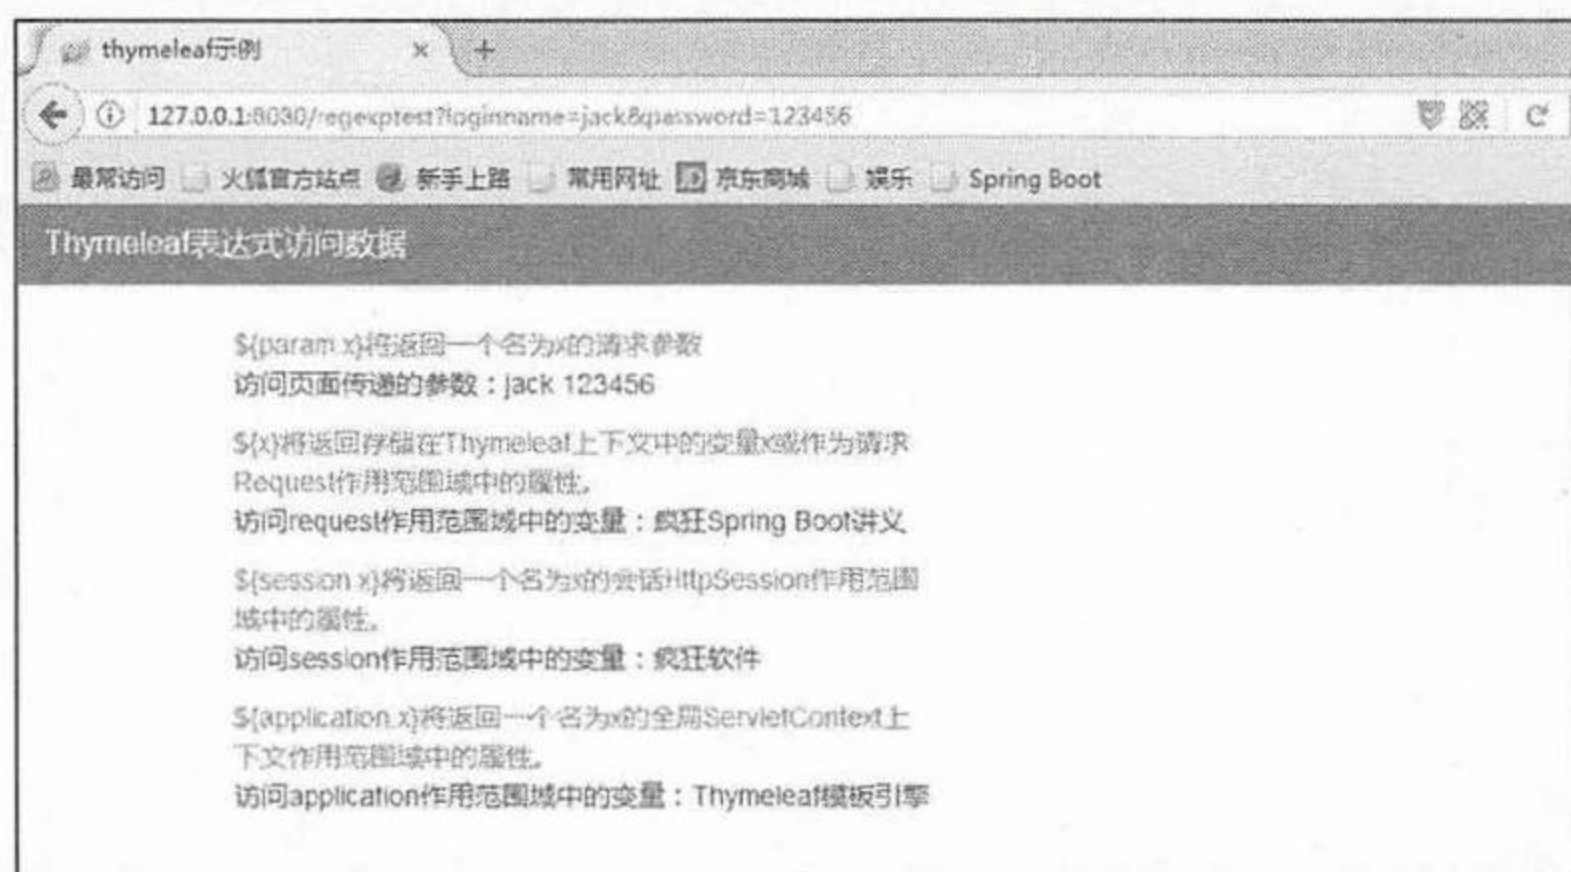 thymeleaf示例
127.0.0.1:8080/regexptest?loginname=jack&password=123456
最常访问 火狐官方站点 新手上路 常用网址 京东商城 娱乐 Spring Boot
Thymeleaf表达式访问数据
${param.x}将返回一个名为x的请求参数
访问页面传递的参数：jack 123456
${x}将返回存储在Thymeleaf上下文中的变量x或作为请求
Request作用范围域中的属性。
访问request作用范围域中的变量：疯狂Spring Boot讲义
${session.x}将返回一个名为x的会话HttpSession作用范围
域中的属性。
访问session作用范围域中的变量：疯狂软件
${application.x}将返回一个名为x的全局ServletContext上
下文作用范围域中的属性。
访问application作用范围域中的变量：Thymeleaf模板引擎